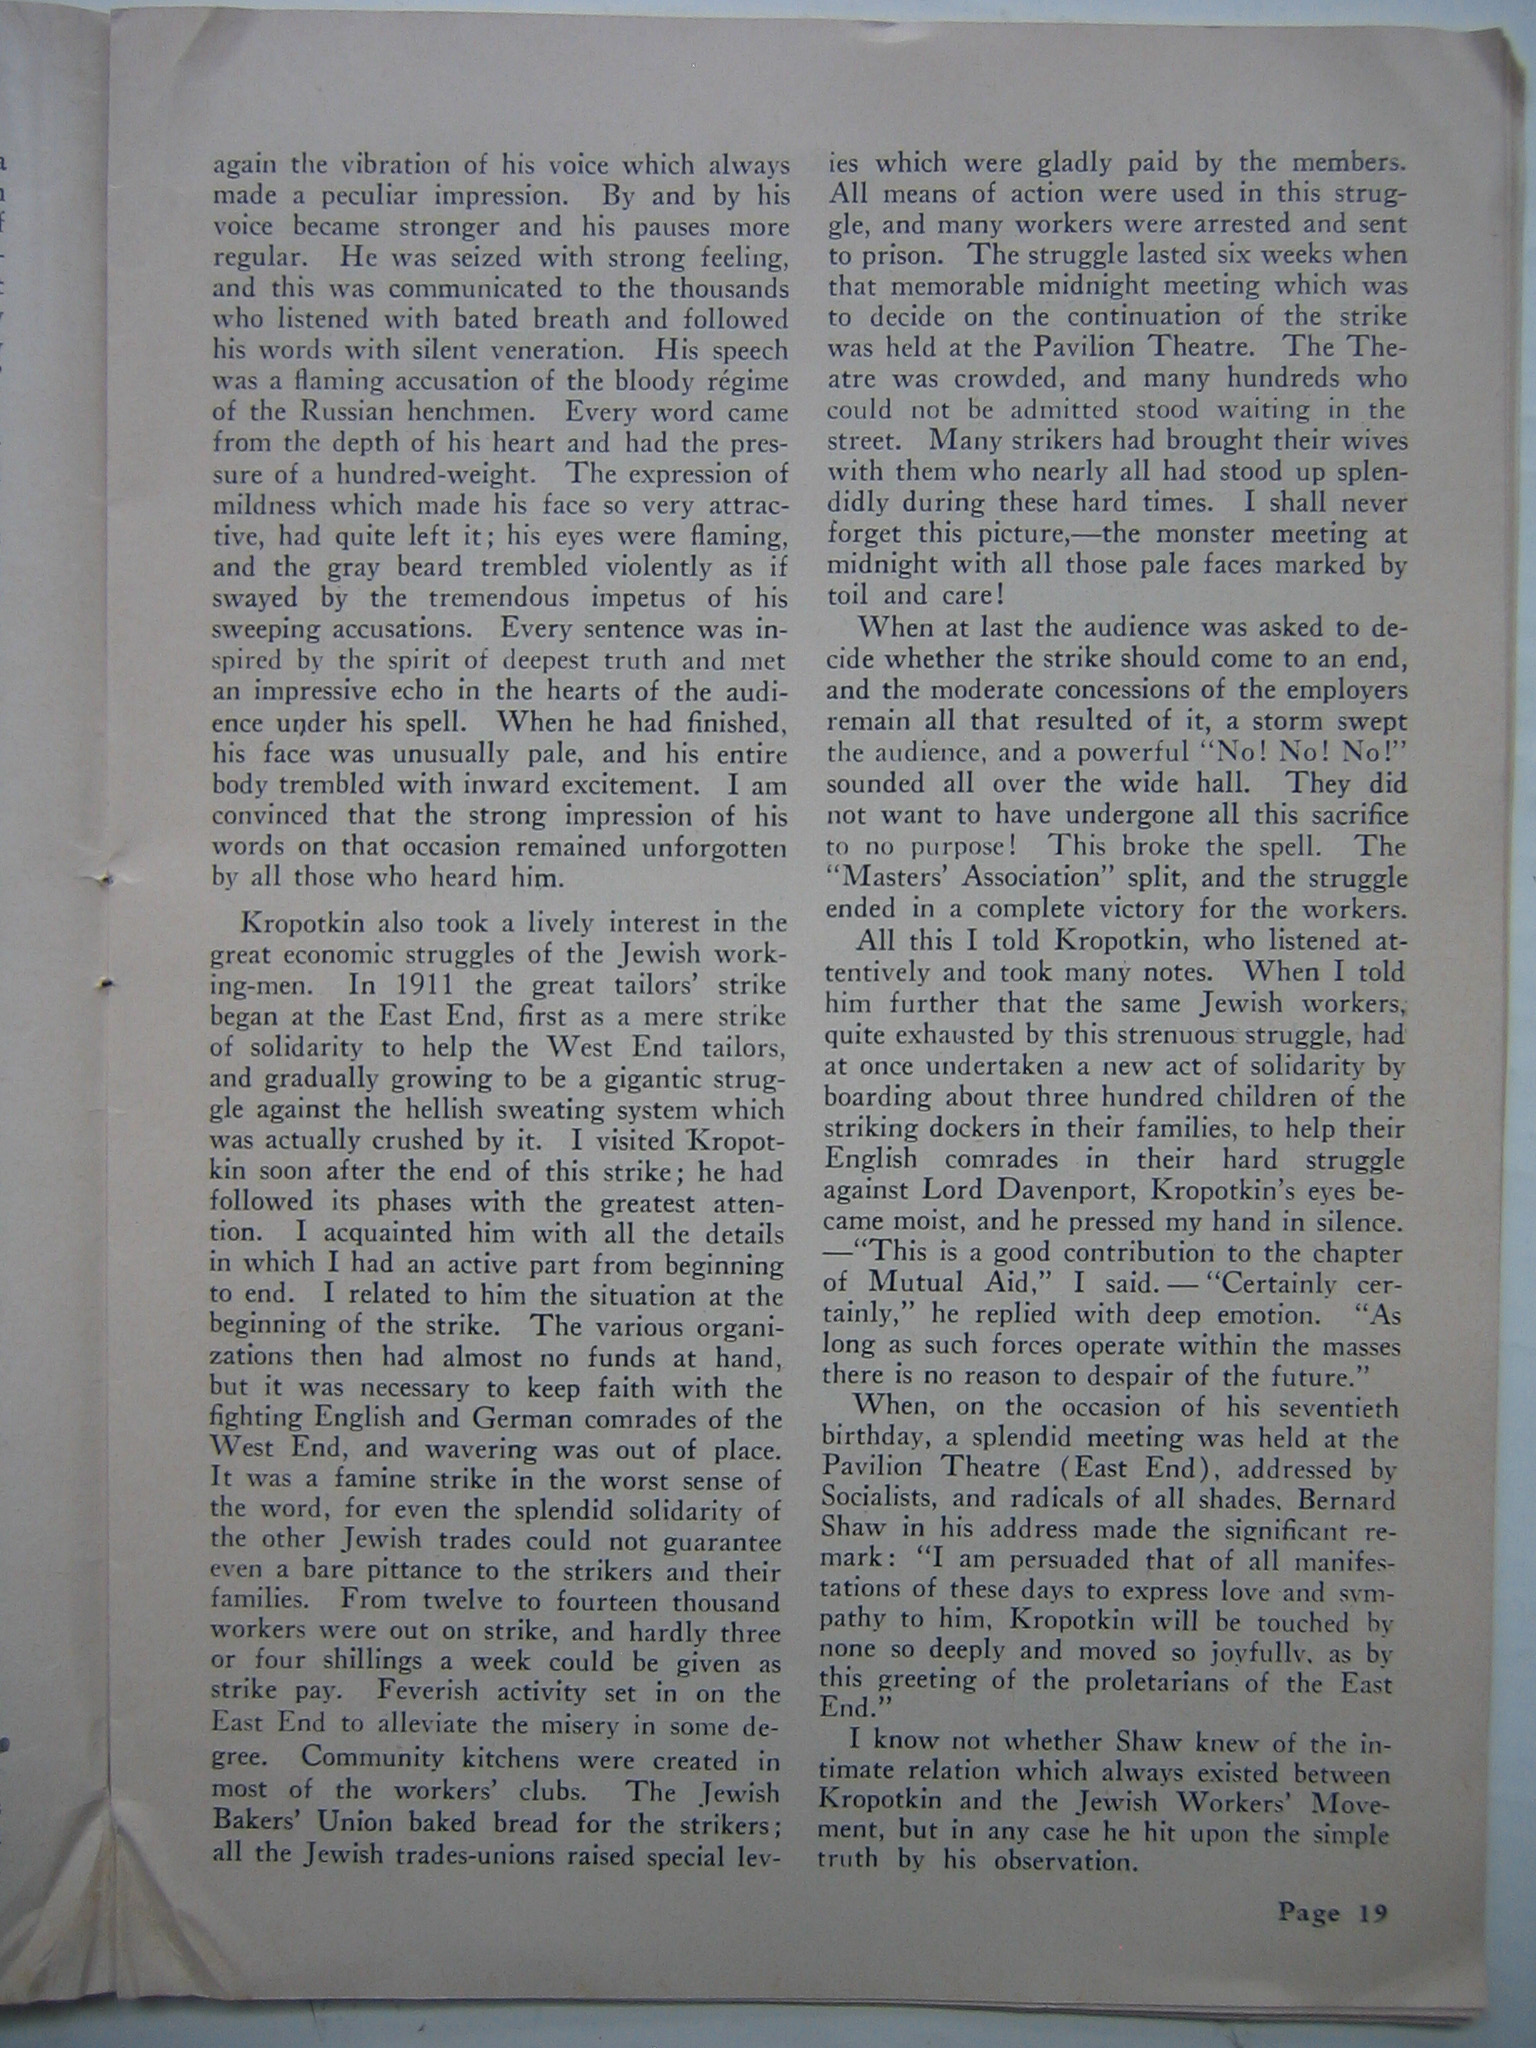 again the vibration of his voice which always
made a peculiar impression. By and by his
voice became stronger and his pauses more
regular. He was seized with strong feeling,
and this was communicated to the thousands
who listened with bated breath and followed
his words with silent veneration. His speech
was a flaming accusation of the bloody régime
of the Russian henchmen. Every word came
from the depth of his heart and had the pres-
sure of a hundred-weight. The expression of
mildness which made his face so very attrac-
tive, had quite left it; his eyes were flaming,
and the gray beard trembled violently as if
swayed by the tremendous impetus of his
sweeping accusations. Every sentence was in-
spired by the spirit of deepest truth and met
an impressive echo in the hearts of the audi-
ence under his spell. When he had finished,
his face was unusually pale, and his entire
body trembled with inward excitement. I am
convinced that the strong impression of his
words on that occasion remained unforgotten
by all those who heard him.
Kropotkin also took a lively interest in the
great economic struggles of the Jewish work-
ing-men. In 1911 the great tailors' strike
began at the East End, first as a mere strike
of solidarity to help the West End tailors,
and gradually growing to be a gigantic strug-
gle against the hellish sweating system which
was actually crushed by it. I visited Kropot-
kin soon after the end of this strike; he had
followed its phases with the greatest atten-
tion. I acquainted him with all the details
in which I had an active part from beginning
to end. I related to him the situation at the
beginning of the strike. The various organi-
zations then had almost no funds at hand,
but it was necessary to keep faith with the
fighting English and German comrades of the
West End, and wavering was out of place.
It was a famine strike in the worst sense of
the word, for even the splendid solidarity of
the other Jewish trades could not guarantee
even a bare pittance to the strikers and their
families. From twelve to fourteen thousand
workers were out on strike, and hardly three
or four shillings a week could be given as
strike pay. Feverish activity set in on the
East End to alleviate the misery in some de-
gree. Community kitchens were created in
most of the workers' clubs. The Jewish
Bakers' Union baked bread for the strikers;
all the Jewish trades-unions raised special lev-
ies which were gladly paid by the members.
All means of action were used in this strug-
gle, and many workers were arrested and sent
to prison. The struggle lasted six weeks when
that memorable midnight meeting which was
to decide on the continuation of the strike
was held at the Pavilion Theatre. The The-
atre was crowded, and many hundreds who
could not be admitted stood waiting in the
street. Many strikers had brought their wives
with them who nearly all had stood up splen-
didly during these hard times. I shall never
forget this picture,—the monster meeting at
midnight with all those pale faces marked by
toil and care!
When at last the audience was asked to de-
cide whether the strike should come to an end,
and the moderate concessions of the employers
remain all that resulted of it, a storm swept
the audience, and a powerful "No! No! No!"
sounded all over the wide hall. They did
not want to have undergone all this sacrifice
to no purpose! This broke the spell. The
"Masters' Association" split, and the struggle
ended in a complete victory for the workers.
All this I told Kropotkin, who listened at-
tentively and took many notes. When I told
him further that the same Jewish workers,
quite exhausted by this strenuous struggle, had
at once undertaken a new act of solidarity by
boarding about three hundred children of the
striking dockers in their families, to help their
English comrades in their hard struggle
against Lord Davenport, Kropotkin's eyes be-
came moist, and he pressed my hand in silence.
—"This is a good contribution to the chapter
of Mutual Aid," I said. — "Certainly cer-
tainly," he replied with deep emotion. "As
long as such forces operate within the masses
there is no reason to despair of the future."
When, on the occasion of his seventieth
birthday, a splendid meeting was held at the
Pavilion Theatre (East End), addressed by
Socialists, and radicals of all shades. Bernard
Shaw in his address made the significant re-
mark: "I am persuaded that of all manifes-
tations of these days to express love and sym-
pathy to him, Kropotkin will be touched by
none so deeply and moved so joyfully, as by
this greeting of the proletarians of the East
End."
I know not whether Shaw knew of the in-
timate relation which always existed between
Kropotkin and the Jewish Workers' Move-
ment, but in any case he hit upon the simple
truth by his observation.
Page 19